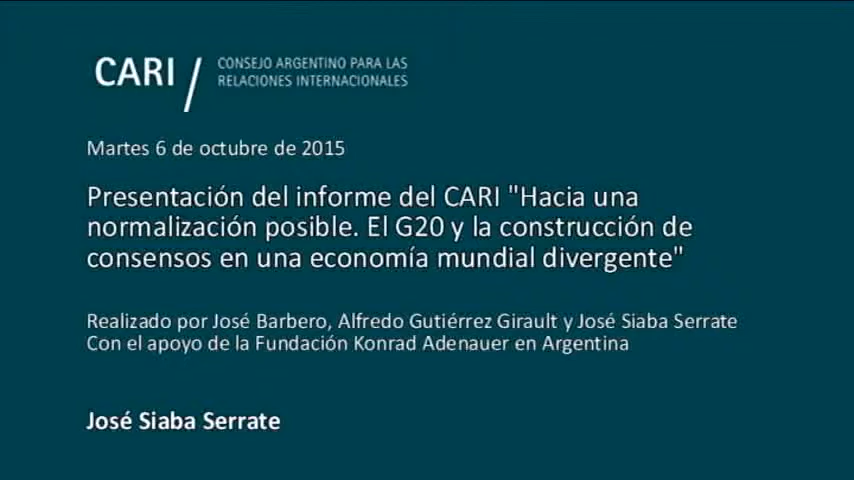 CARI / CONSEJO ARGENTINO PARA LAS
RELACIONES INTERNACIONALES
Martes 6 de octubre de 2015
Presentación del informe del CARI "Hacia una
normalización posible. El G20 y la construcción de
consensos en una economía mundial divergente"
Realizado por José Barbero, Alfredo Gutiérrez Girault y José Siaba Serrate
Con el apoyo de la Fundación Konrad Adenauer en Argentina
José Siaba Serrate